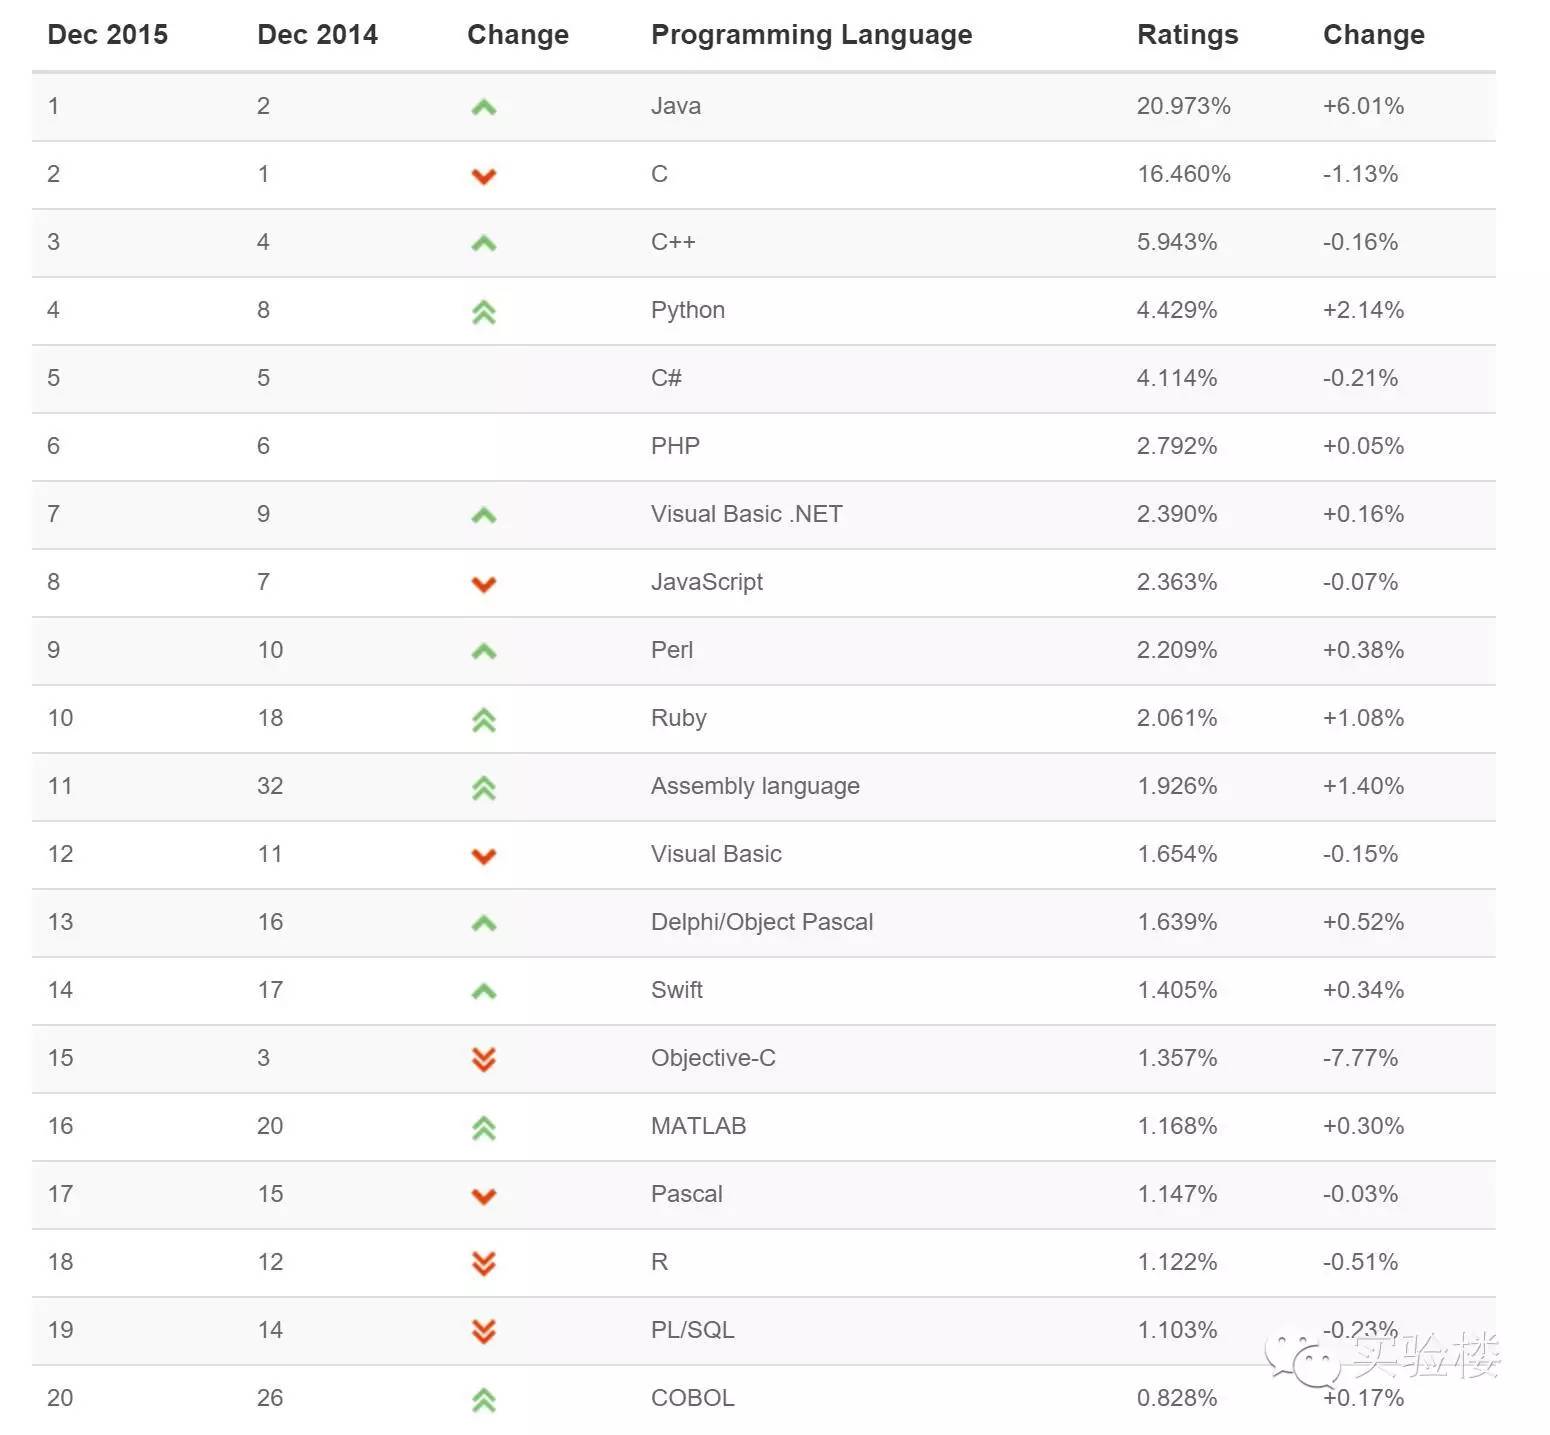 Dec 2015 Dec 2014 Change Programming Language Ratings Change
1 2 Java 20.973% +6.01%
2 1 C 16.460% -1.13%
3 4 C++ 5.943% -0.16%
4 8 Python 4.429% +2.14%
5 5 C# 4.114% -0.21%
6 6 PHP 2.792% +0.05%
7 9 Visual Basic .NET 2.390% +0.16%
8 7 JavaScript 2.363% -0.07%
9 10 Perl 2.209% +0.38%
10 18 Ruby 2.061% +1.08%
11 32 Assembly language 1.926% +1.40%
12 11 Visual Basic 1.654% -0.15%
13 16 Delphi/Object Pascal 1.639% +0.52%
14 17 Swift 1.405% +0.34%
15 3 Objective-C 1.357% -7.77%
16 20 MATLAB 1.168% +0.30%
17 15 Pascal 1.147% -0.03%
18 12 R 1.122% -0.51%
19 14 PL/SQL 1.103% -0.23%
实验楼
20 26 COBOL 0.828% +0.17%